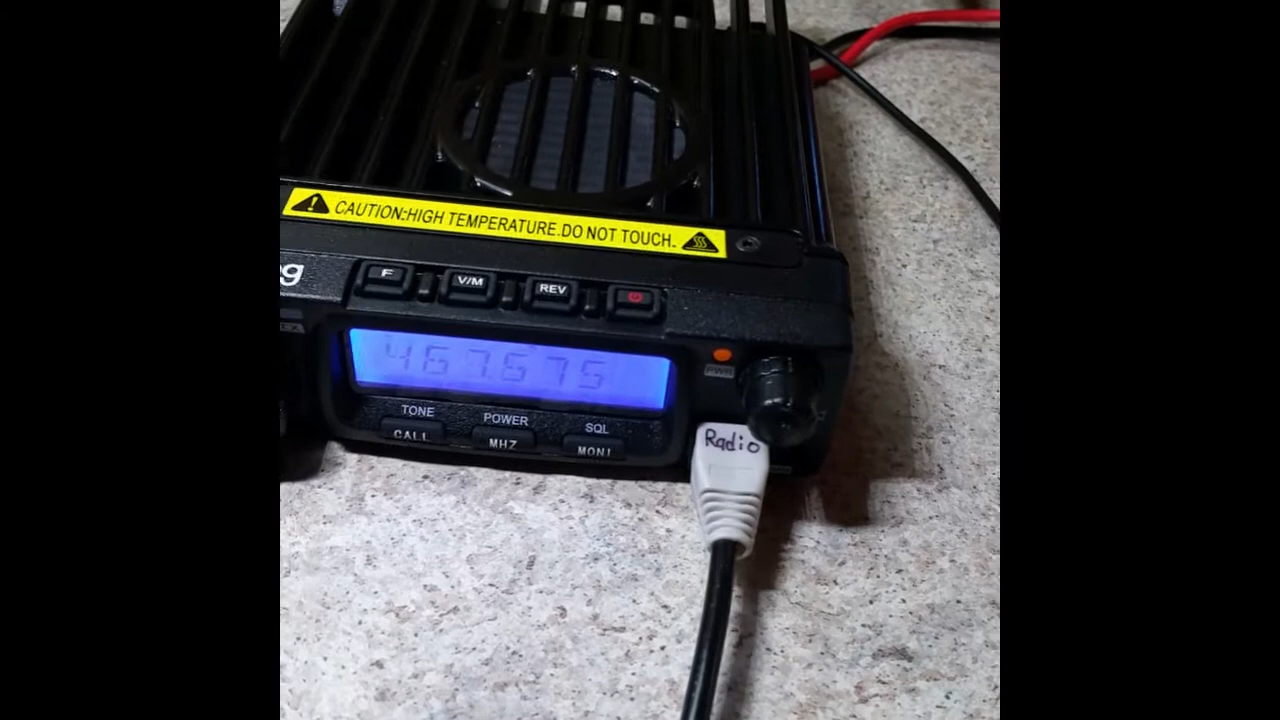 CAUTION:HIGH TEMPERATURE.DO NOT TOUCH.
F
V/M
REV
467.675
PWR
TONE
POWER
SQL
CALL
MHZ
MONI
Radio